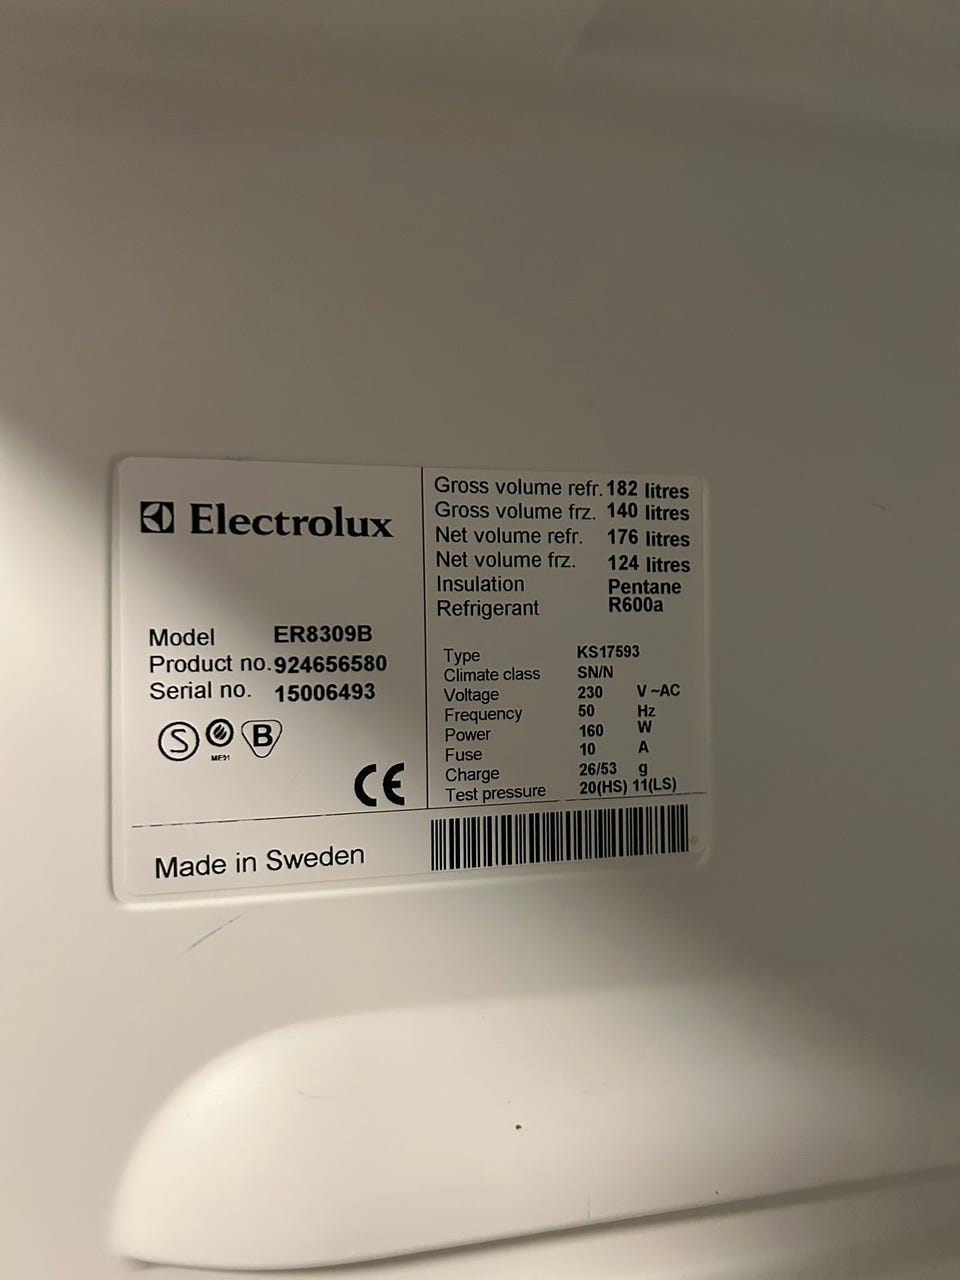 Electrolux
Model ER8309B
Product no. 924656580
Serial no. 15006493
S B
CE
Made in Sweden
Gross volume refr. 182 litres
Gross volume frz. 140 litres
Net volume refr. 176 litres
Net volume frz. 124 litres
Insulation Pentane
Refrigerant R600a
Type KS17593
Climate class SN/N
Voltage 230 V ~AC
Frequency 50 Hz
Power 160 W
Fuse 10 A
Charge 26/53 g
Test pressure 20(HS) 11(LS)